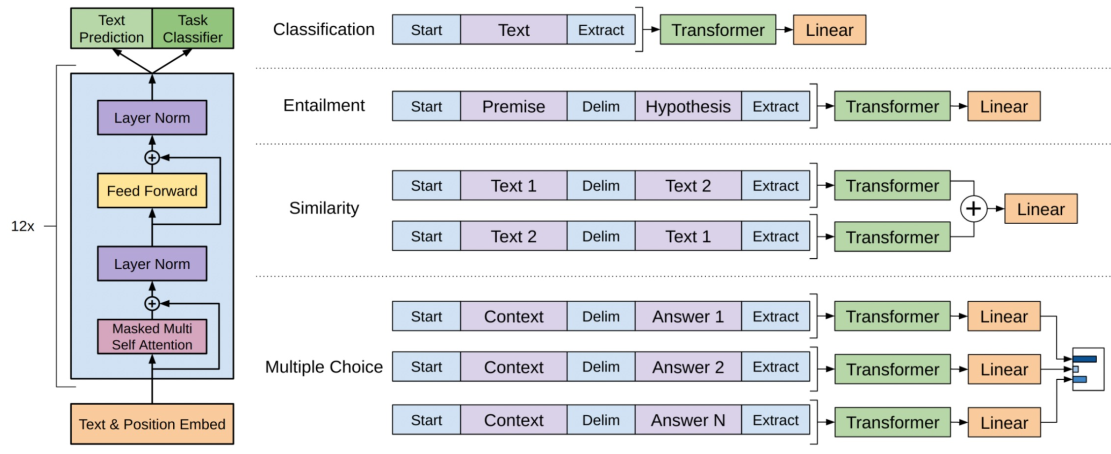 Text
Prediction
Task
Classifier
12x
Layer Norm
+
Feed Forward
Layer Norm
+
Masked Multi
Self Attention
Text & Position Embed
Classification Start Text Extract Transformer Linear
Entailment Start Premise Delim Hypothesis Extract Transformer Linear
Similarity
Start Text 1 Delim Text 2 Extract Transformer
Start Text 2 Delim Text 1 Extract Transformer
+ Linear
Multiple Choice
Start Context Delim Answer 1 Extract Transformer Linear
Start Context Delim Answer 2 Extract Transformer Linear
Start Context Delim Answer N Extract Transformer Linear